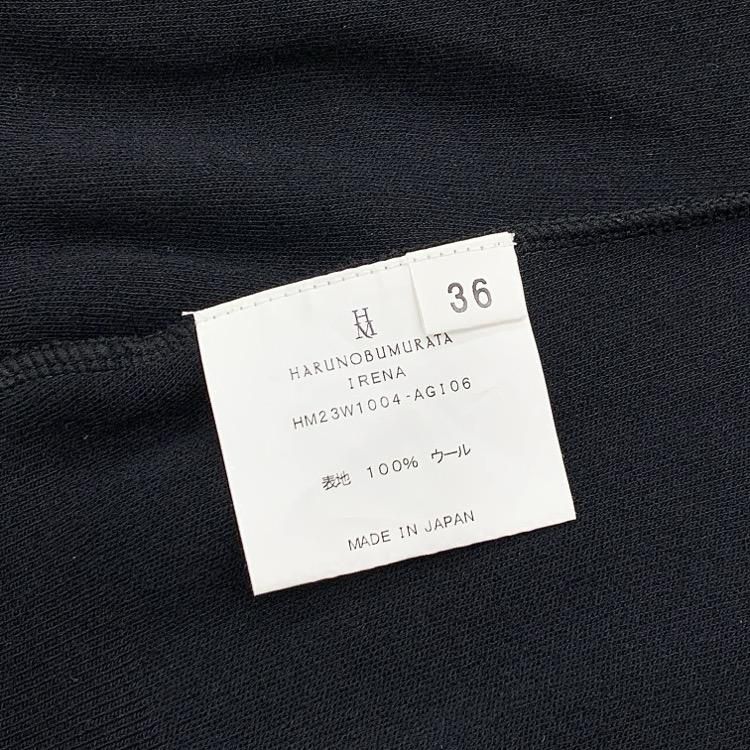 36
HM
HARUNOBUMURATA
IRENA
HM23W1004-AGI06
表地 100% ウール
MADE IN JAPAN